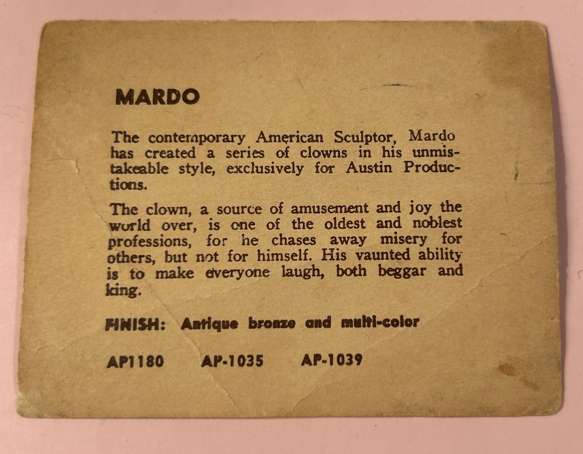 MARDO
The contemporary American Sculptor, Mardo
has created a series of clowns in his unmis-
takeable style, exclusively for Austin Produc-
tions.
The clown, a source of amusement and joy the
world over, is one of the oldest and noblest
professions, for he chases away misery for
others, but not for himself. His vaunted ability
is to make everyone laugh, both beggar and
king.
FINISH: Antique bronze and multi-color
AP1180 AP-1035 AP-1039